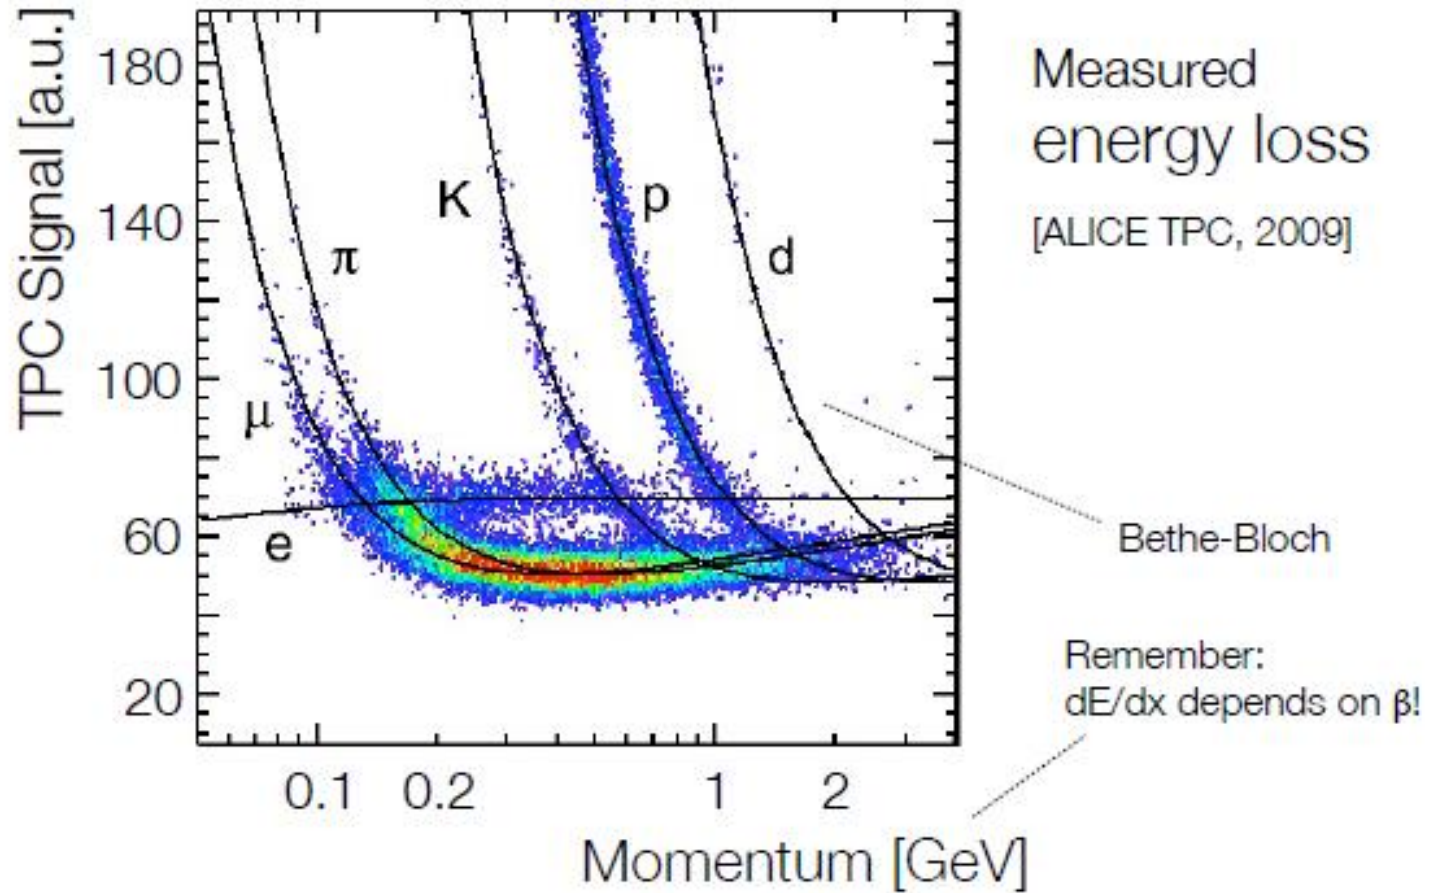 TPC Signal [a.u.]
180
140
100
60
20
μ
π
e
K
p
d
0.1
0.2
1
2
Momentum [GeV]
Measured
energy loss
[ALICE TPC, 2009]
Bethe-Bloch
Remember:
dE/dx depends on β!